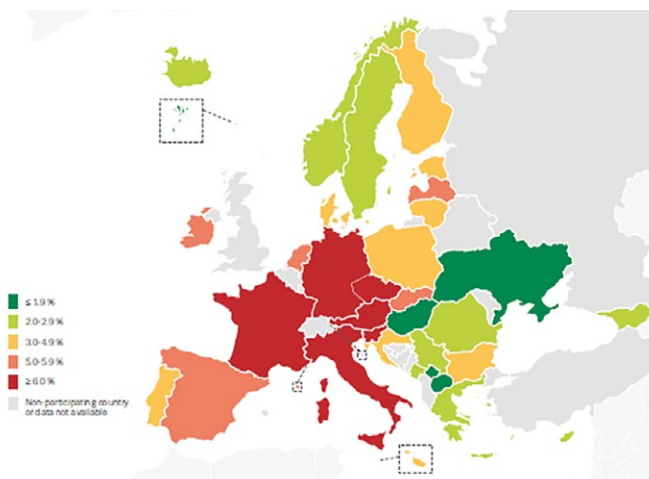 ≤ 1.9 %
2.0-2.9 %
3.0-4.9 %
5.0-5.9 %
≥ 6.0 %
Non-participating country
or data not available